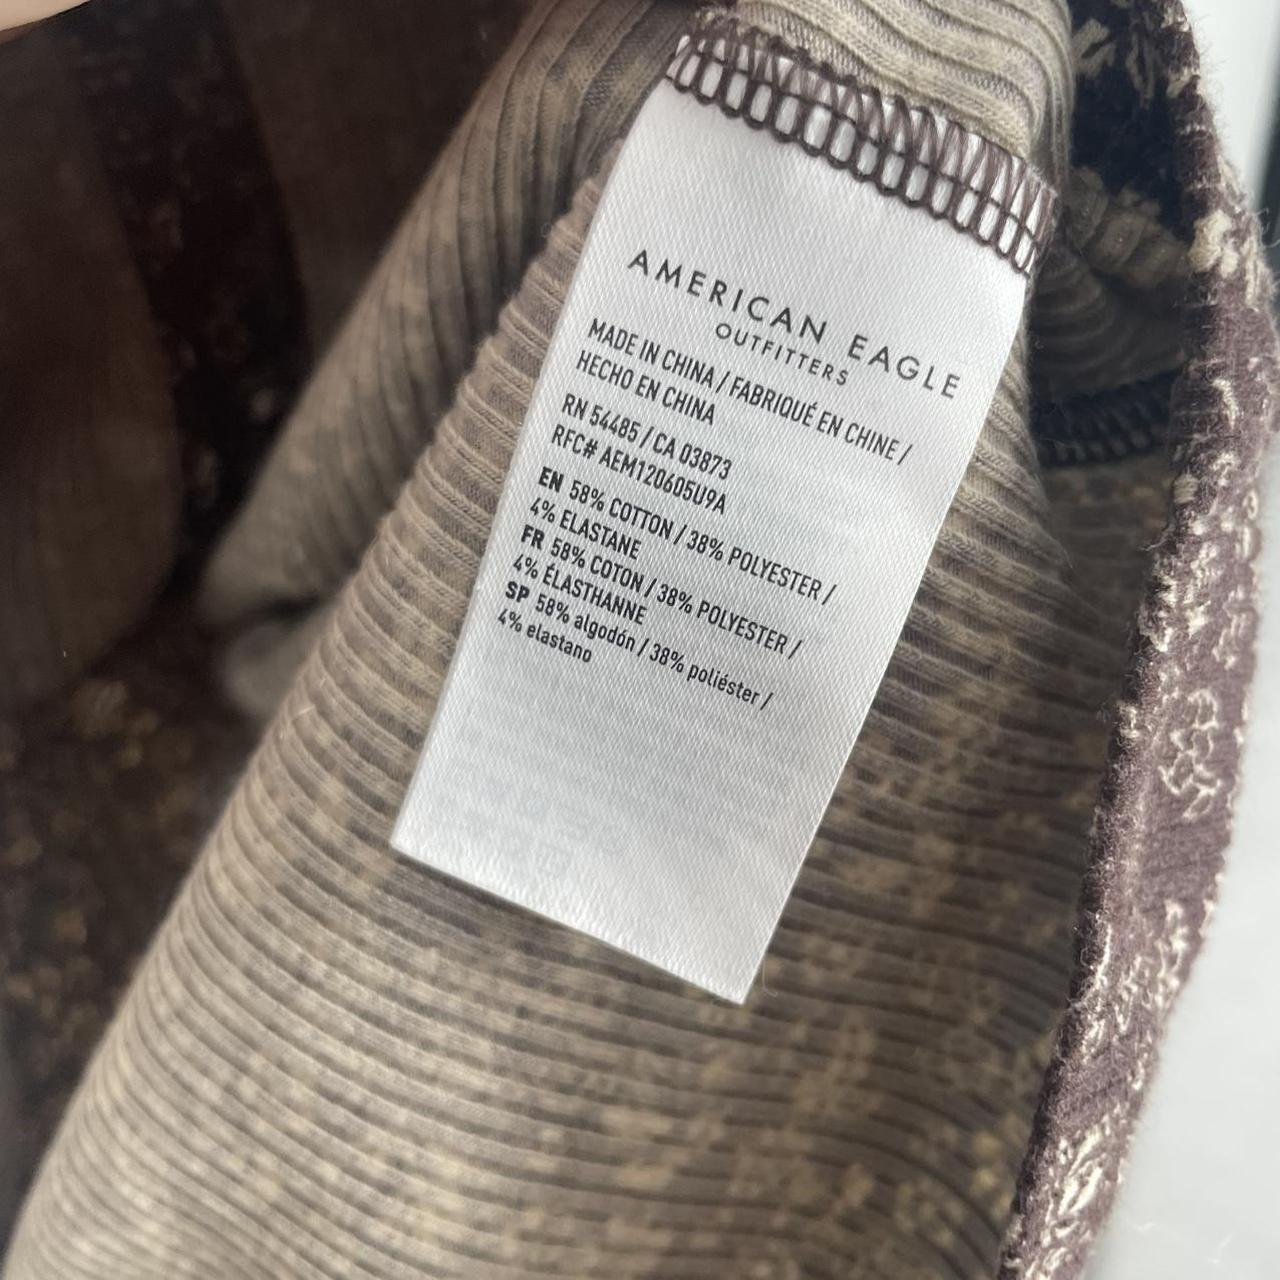 AMERICAN EAGLE
OUTFITTERS
MADE IN CHINA / FABRIQUÉ EN CHINE /
HECHO EN CHINA
RN 54485 / CA 03873
RFC# AEM120605U9A
EN 58% COTTON / 38% POLYESTER /
4% ELASTANE
FR 58% COTON / 38% POLYESTER /
4% ÉLASTHANNE
SP 58% algodón / 38% poliéster /
4% elastano